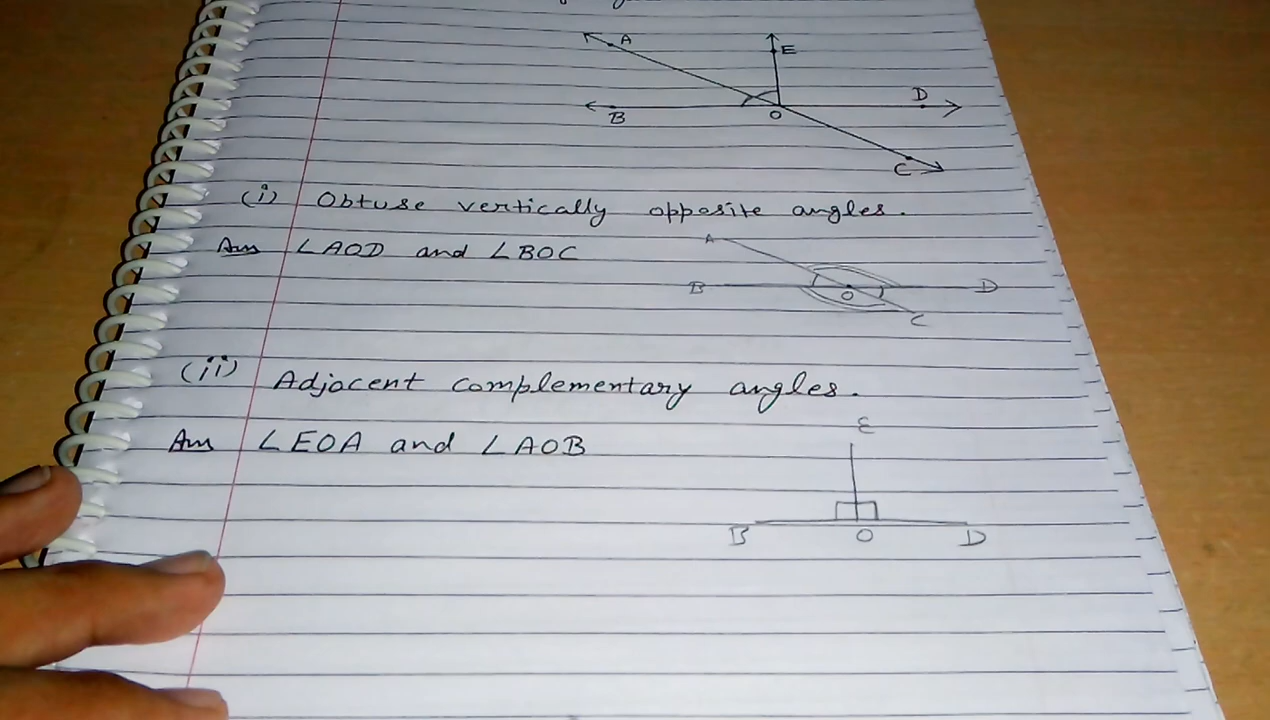 A
E
D
B
O
C
(i) Obtuse vertically opposite angles.
Ans ∠AOD and ∠BOC
A
B
O
D
C
(ii) Adjacent complementary angles.
E
Ans ∠EOA and ∠AOB
B
O
D